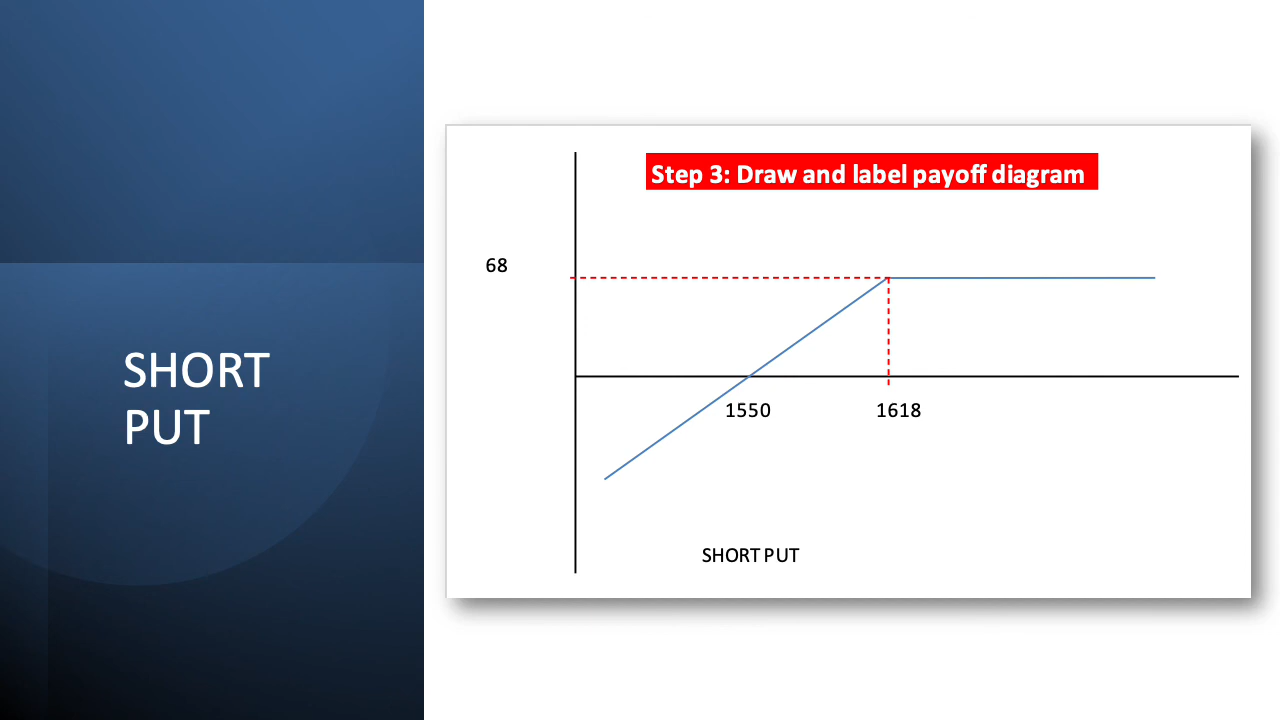 SHORT
PUT
Step 3: Draw and label payoff diagram
68
1550
1618
SHORT PUT